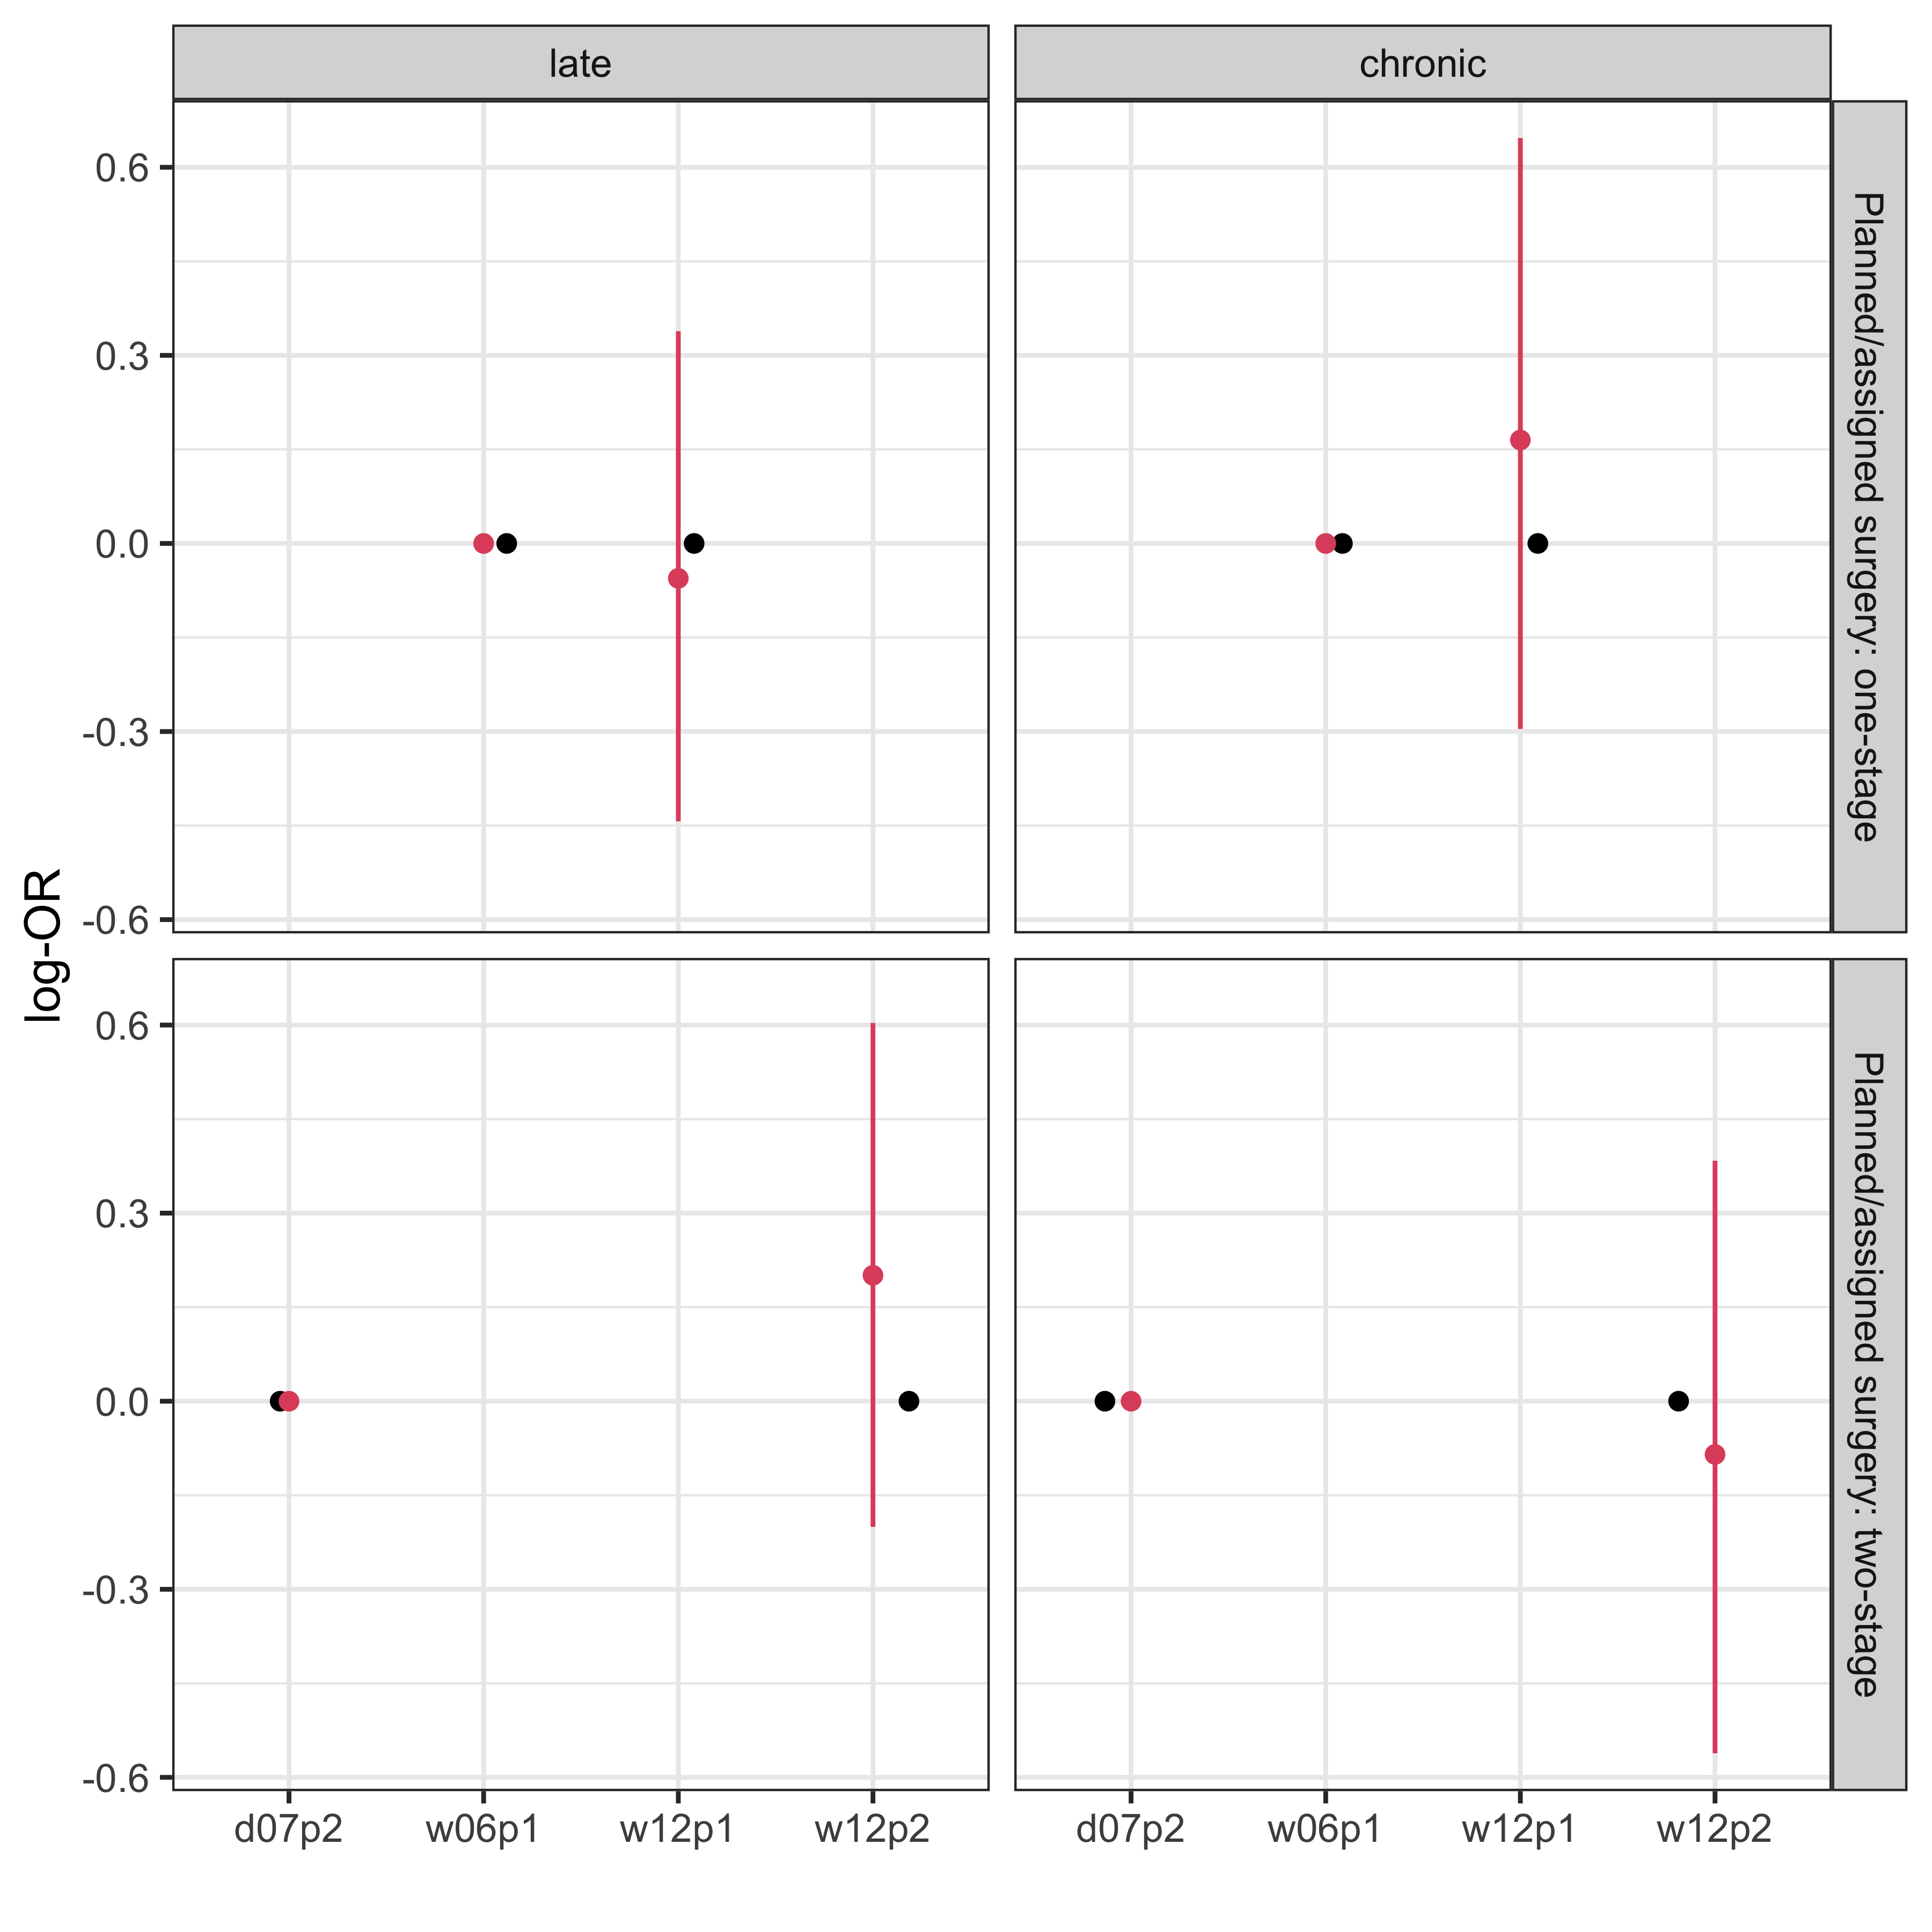 late
chronic
Planned/assigned surgery: one-stage
0.6
0.3
0.0
-0.3
-0.6
log-OR
Planned/assigned surgery: two-stage
0.6
0.3
0.0
-0.3
-0.6
d07p2 w06p1 w12p1 w12p2
d07p2 w06p1 w12p1 w12p2